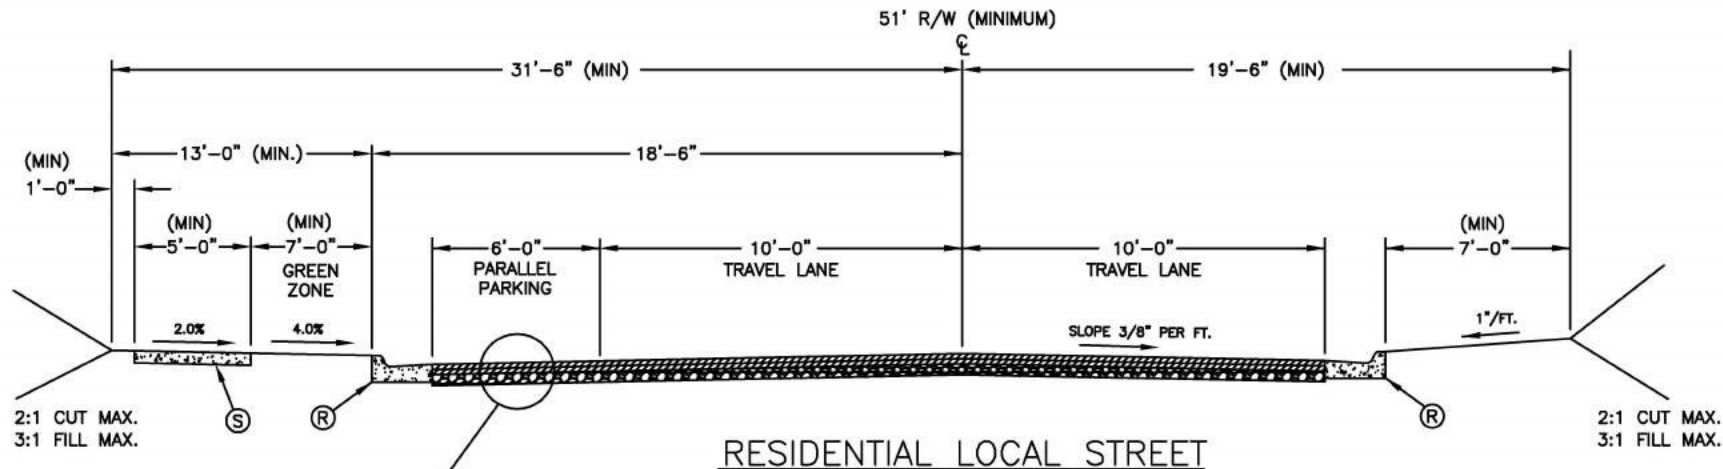 51' R/W (MINIMUM)
℄
31'-6" (MIN)
19'-6" (MIN)
13'-0" (MIN.)
18'-6"
(MIN)
1'-0"
(MIN)
5'-0"
(MIN)
7'-0"
GREEN
ZONE
6'-0"
PARALLEL
PARKING
10'-0"
TRAVEL LANE
10'-0"
TRAVEL LANE
(MIN)
7'-0"
2.0%
4.0%
SLOPE 3/8" PER FT.
1"/FT.
2:1 CUT MAX.
3:1 FILL MAX.
S
R
R
2:1 CUT MAX.
3:1 FILL MAX.
RESIDENTIAL LOCAL STREET